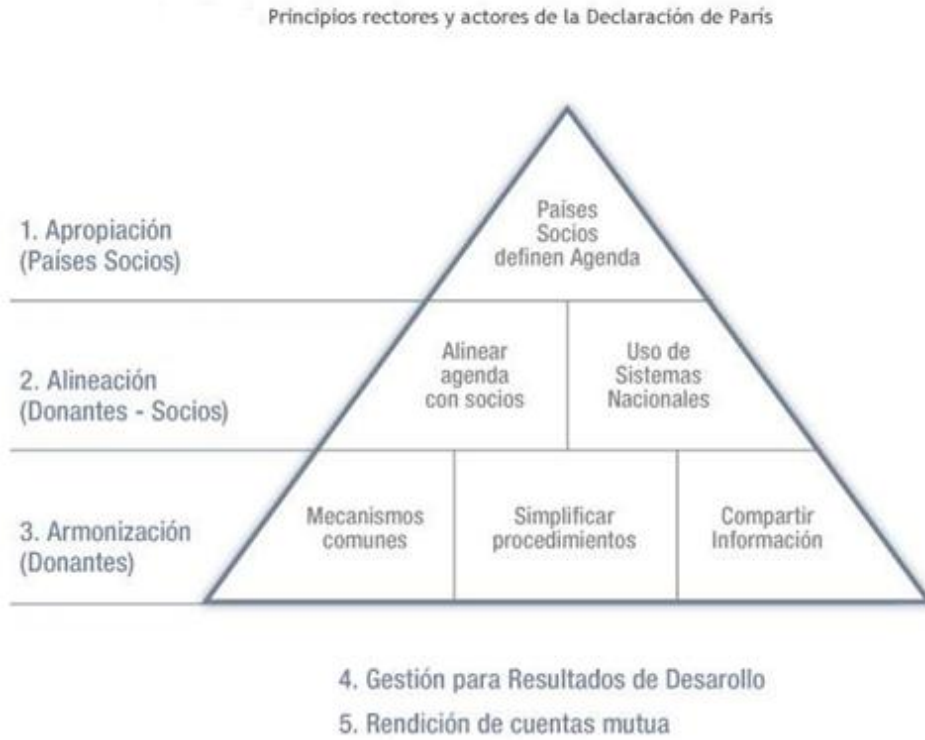 Principios rectores y actores de la Declaración de París
Países
Socios
definen Agenda
1. Apropiación
(Países Socios)
Alinear
agenda
con socios
Uso de
Sistemas
Nacionales
2. Alineación
(Donantes - Socios)
Mecanismos
comunes
Simplificar
procedimientos
Compartir
Información
3. Armonización
(Donantes)
4. Gestión para Resultados de Desarollo
5. Rendición de cuentas mutua